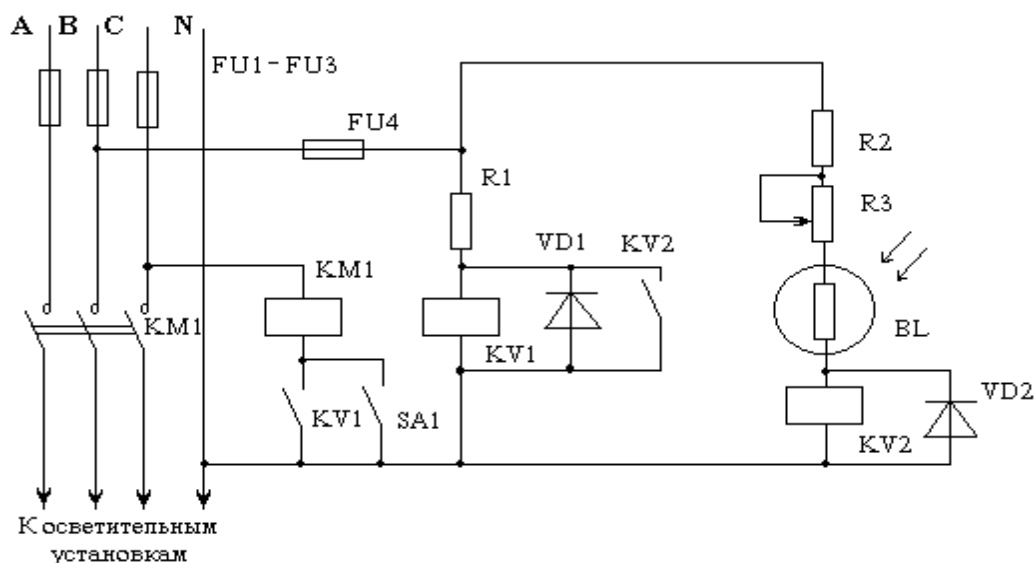 A B C N
FU1-FU3
FU4
R2
R1
R3
VD1 KV2
KM1
KM1
BL
KV1
VD2
KV1 SA1
KV2
К осветительным
установкам